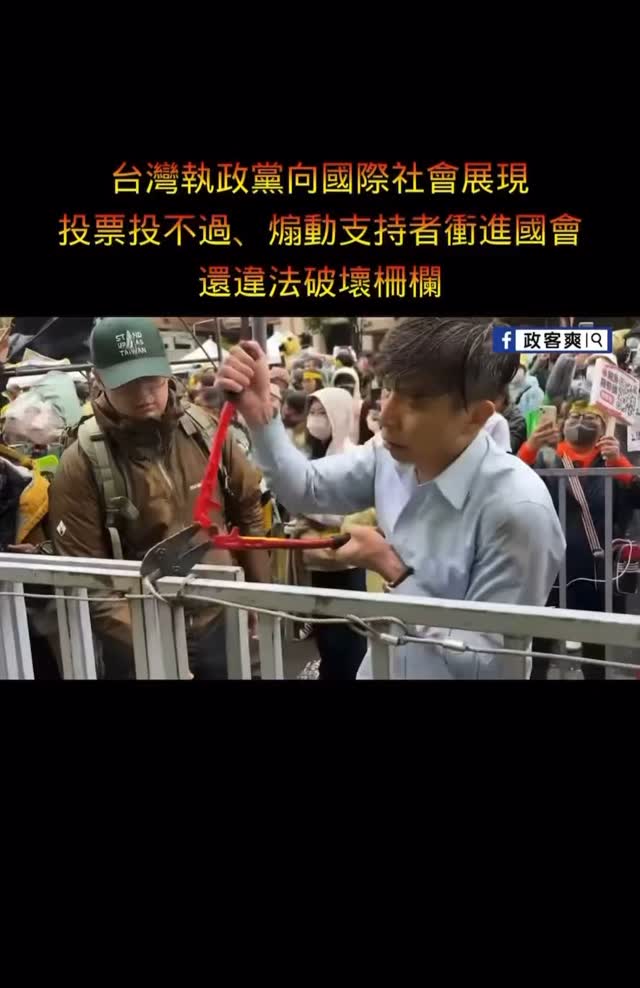 台灣執政黨向國際社會展現
投票投不過、煽動支持者衝進國會
還違法破壞柵欄
政客爽
STAND
UP AS
TAIWAN